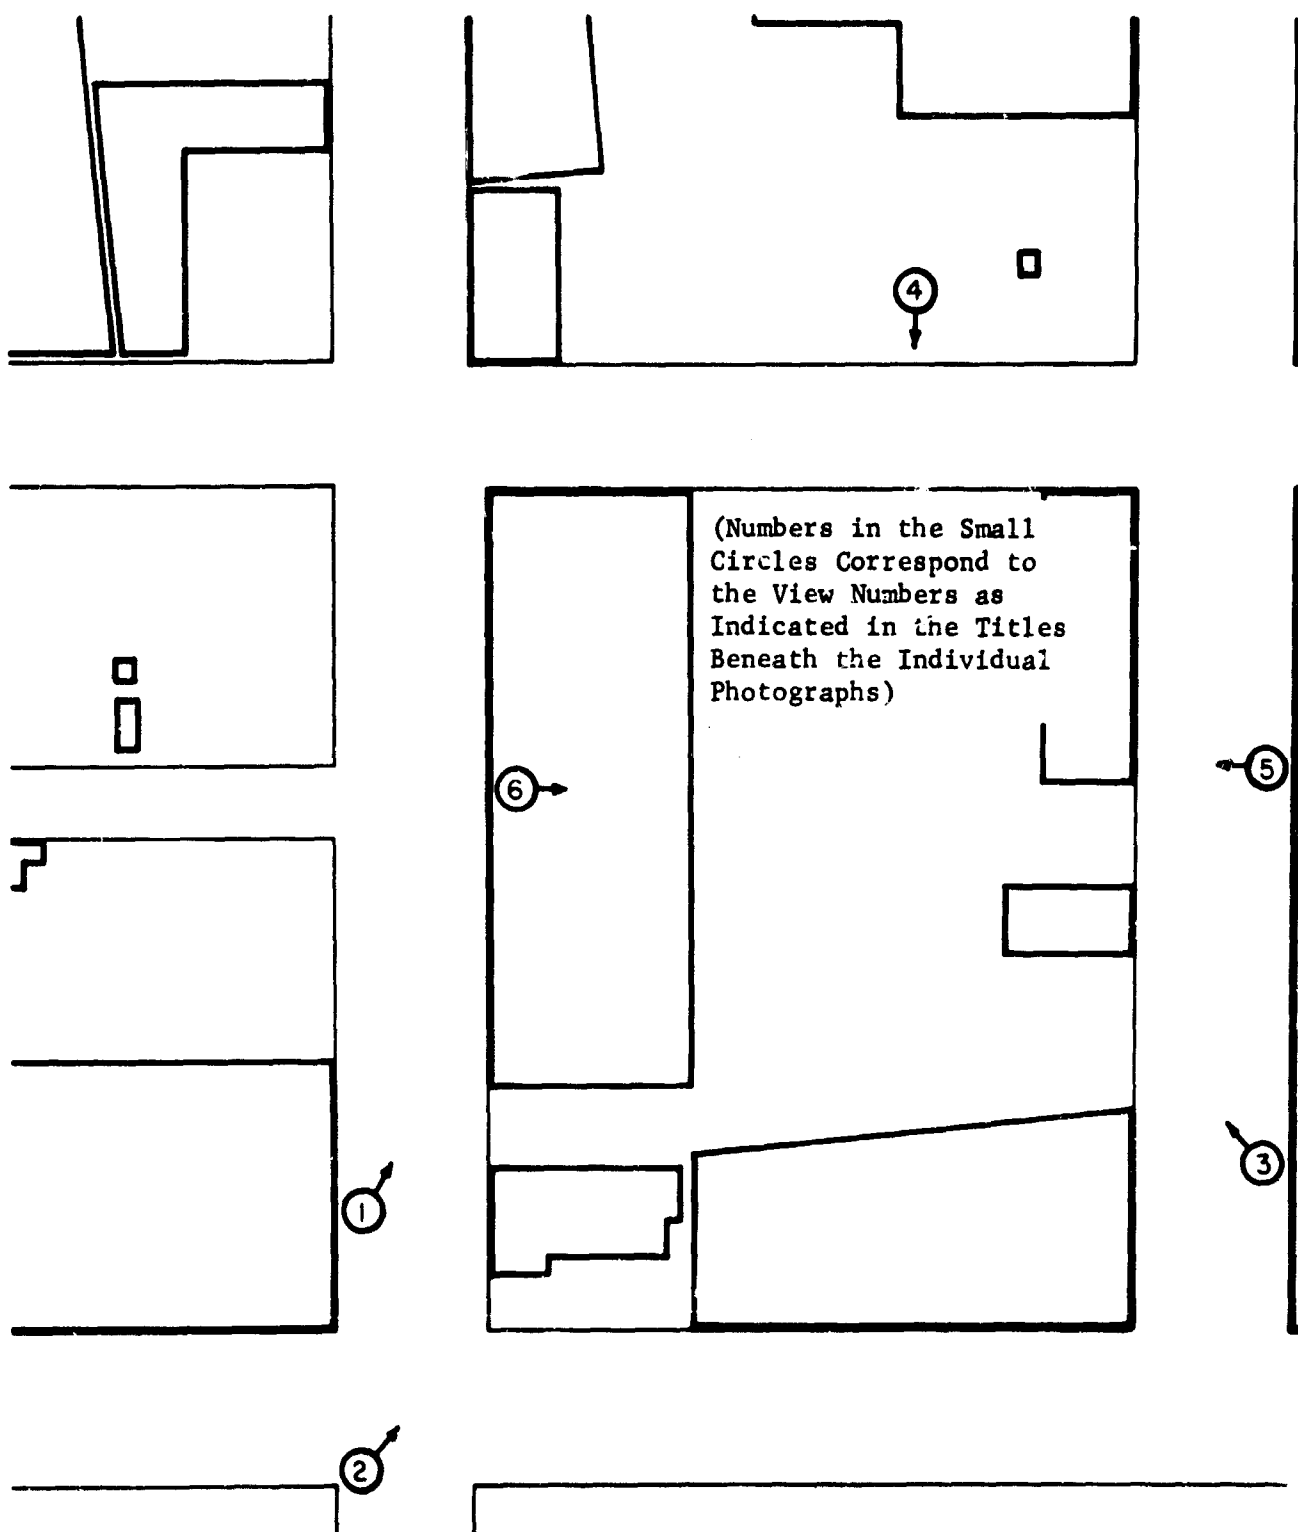 4
(Numbers in the Small
Circles Correspond to
the View Numbers as
Indicated in the Titles
Beneath the Individual
Photographs)
6
5
1
3
2